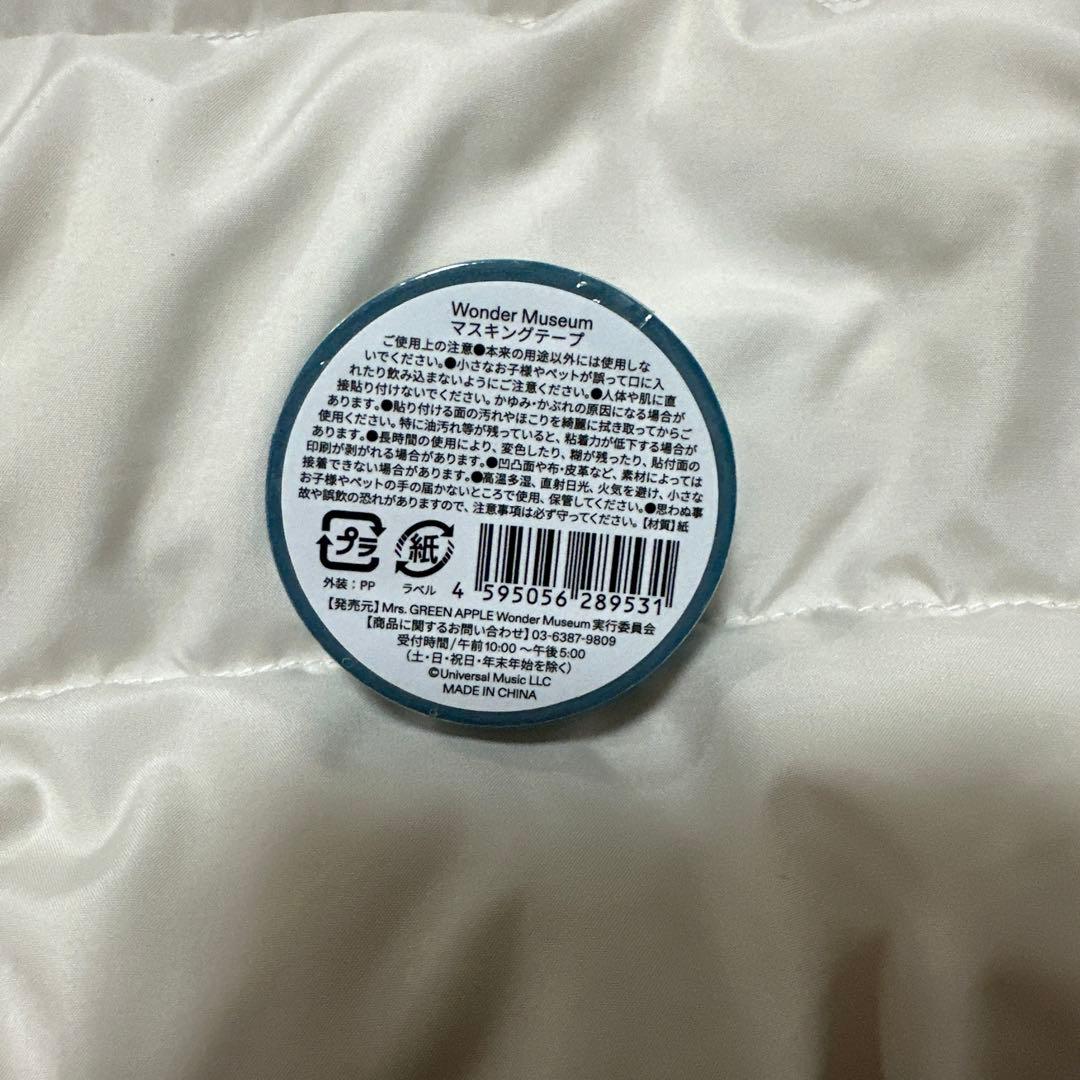 Wonder Museum
マスキングテープ
ご使用上の注意●本来の用途以外には使用しな
いでください。●小さなお子様やペットが誤って口に入
れたり飲み込まないようにご注意ください。●人体や肌に直
接貼り付けないでください。かゆみ・かぶれの原因になる場合が
あります。●貼り付ける面の汚れやほこりを綺麗に拭き取ってからご
使用ください。特に油汚れ等が残っていると、粘着力が低下する場合が
あります。●長時間の使用により、変色したり、糊が残ったり、貼付面の
印刷が剥がれる場合があります。●凹凸面や布・皮革など、素材によっては
接着できない場合があります。●高温多湿、直射日光、火気を避け、小さな
お子様やペットの手の届かないところで使用、保管してください。●思わぬ事
故や誤飲の恐れがありますので、注意事項は必ず守ってください。【材質】紙
プラ 紙
外装：PP ラベル 4 595056 289531
【発売元】Mrs. GREEN APPLE Wonder Museum 実行委員会
【商品に関するお問い合わせ】03-6387-9809
受付時間/午前10:00 ～午後5:00
（土・日・祝日・年末年始を除く）
©Universal Music LLC
MADE IN CHINA